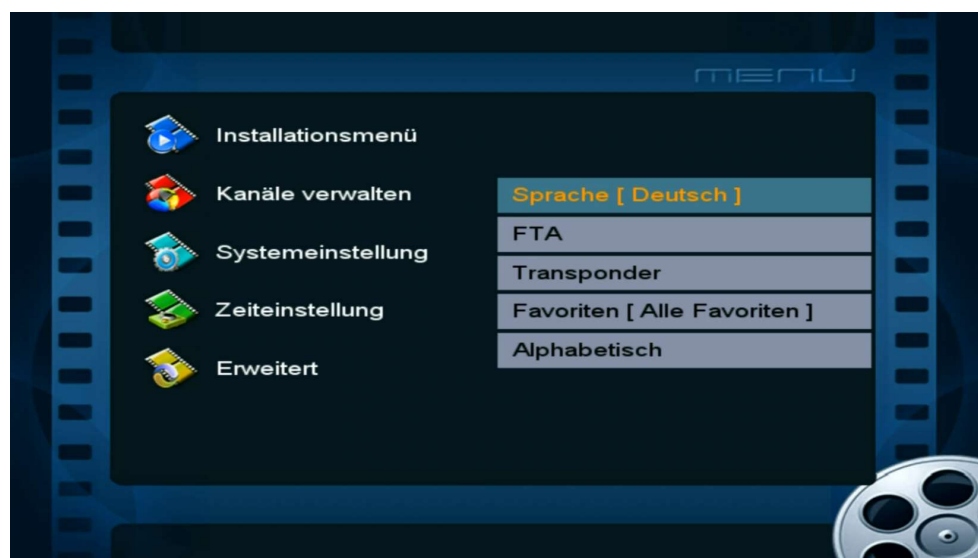 MENU
Installationsmenü
Kanäle verwalten
Systemeinstellung
Zeiteinstellung
Erweitert
Sprache [ Deutsch ]
FTA
Transponder
Favoriten [ Alle Favoriten ]
Alphabetisch